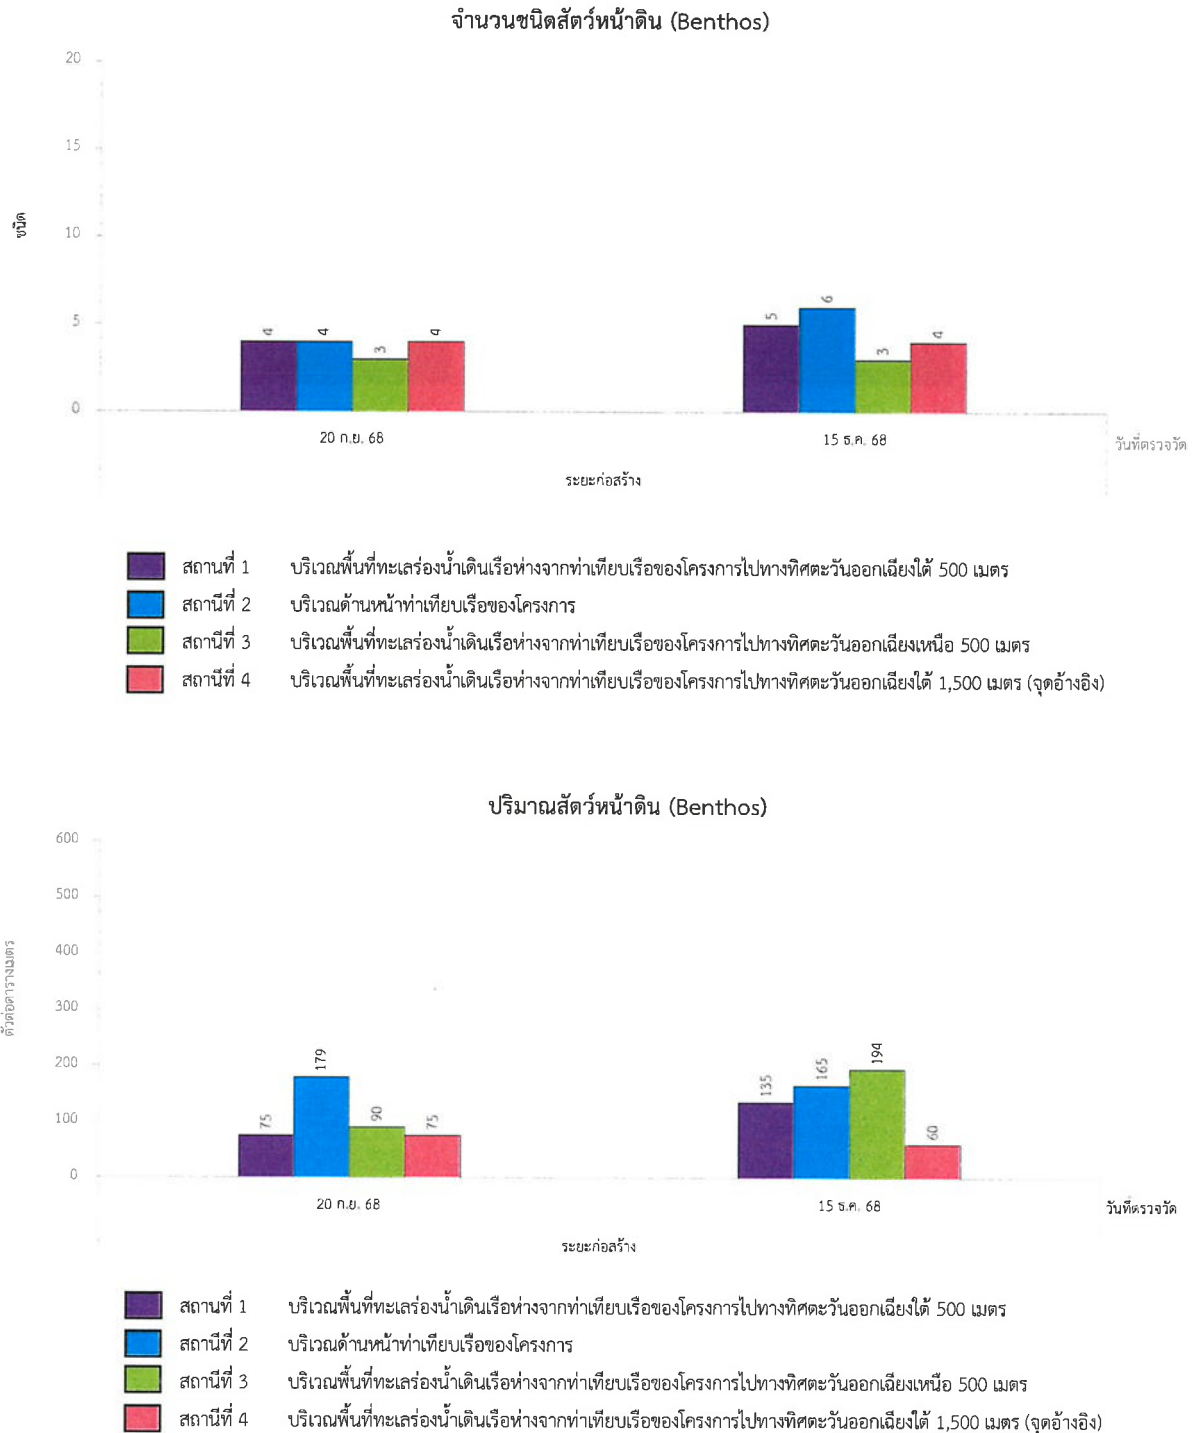 จำนวนชนิดสัตว์หน้าดิน (Benthos)
20
15
10
5
0
ชนิด
4 4 3 4
5 6 3 4
20 ก.ย. 68
15 ธ.ค. 68
วันที่ตรวจวัด
ระยะก่อสร้าง
สถานที่ 1 บริเวณพื้นที่ทะเลร่องน้ำเดินเรือห่างจากท่าเทียบเรือของโครงการไปทางทิศตะวันออกเฉียงใต้ 500 เมตร
สถานีที่ 2 บริเวณด้านหน้าท่าเทียบเรือของโครงการ
สถานีที่ 3 บริเวณพื้นที่ทะเลร่องน้ำเดินเรือห่างจากท่าเทียบเรือของโครงการไปทางทิศตะวันออกเฉียงเหนือ 500 เมตร
สถานีที่ 4 บริเวณพื้นที่ทะเลร่องน้ำเดินเรือห่างจากท่าเทียบเรือของโครงการไปทางทิศตะวันออกเฉียงใต้ 1,500 เมตร (จุดอ้างอิง)
ปริมาณสัตว์หน้าดิน (Benthos)
600
500
400
300
200
100
0
ตัวต่อตารางเมตร
75 179 90 75
135 165 194 60
20 ก.ย. 68
15 ธ.ค. 68
วันที่ตรวจวัด
ระยะก่อสร้าง
สถานที่ 1 บริเวณพื้นที่ทะเลร่องน้ำเดินเรือห่างจากท่าเทียบเรือของโครงการไปทางทิศตะวันออกเฉียงใต้ 500 เมตร
สถานีที่ 2 บริเวณด้านหน้าท่าเทียบเรือของโครงการ
สถานีที่ 3 บริเวณพื้นที่ทะเลร่องน้ำเดินเรือห่างจากท่าเทียบเรือของโครงการไปทางทิศตะวันออกเฉียงเหนือ 500 เมตร
สถานีที่ 4 บริเวณพื้นที่ทะเลร่องน้ำเดินเรือห่างจากท่าเทียบเรือของโครงการไปทางทิศตะวันออกเฉียงใต้ 1,500 เมตร (จุดอ้างอิง)